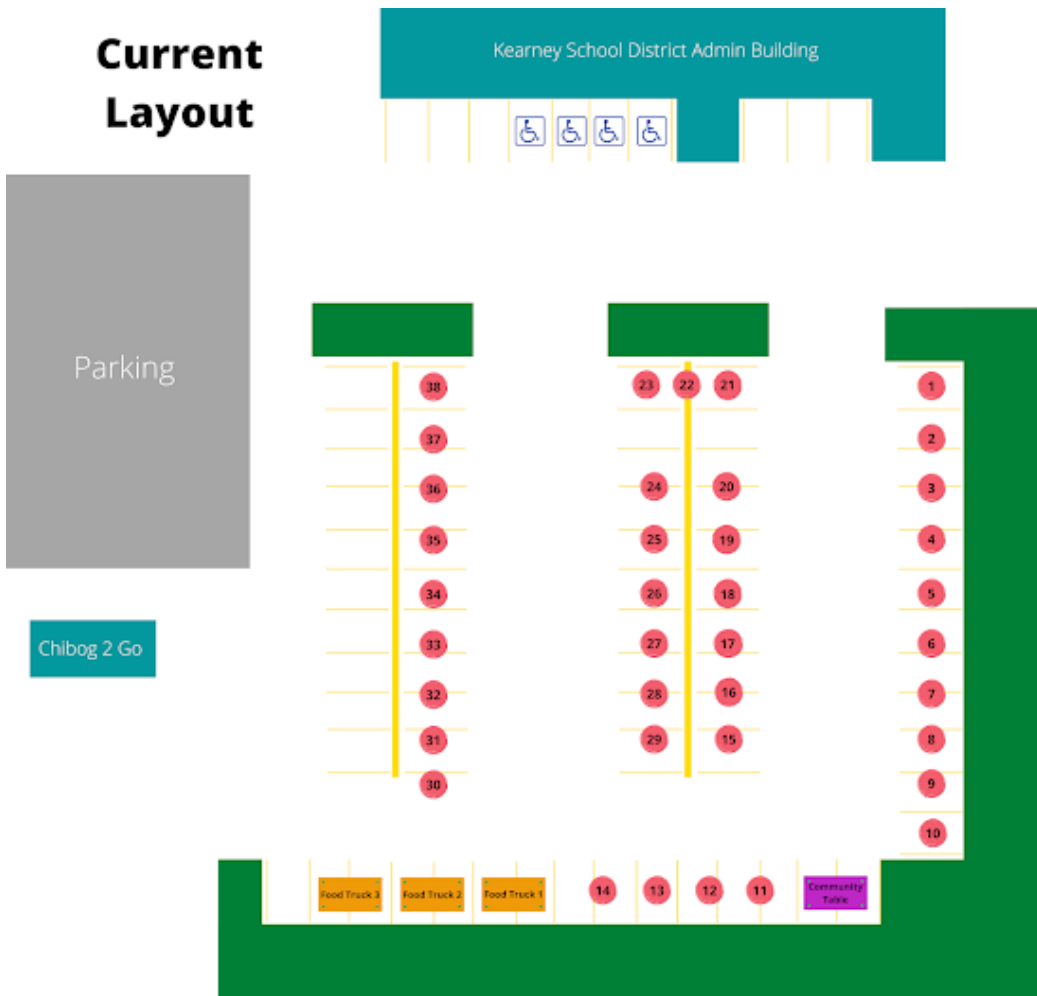 Current
Layout
Kearney School District Admin Building
Parking
Chibog 2 Go
38
23 22 21
1
37
2
36
24 20
3
35
25 19
4
34
26 18
5
33
27 17
6
32
28 16
7
31
29 15
8
30
9
10
Food Truck 3
Food Truck 2
Food Truck 1
14 13 12 11
Community
Table